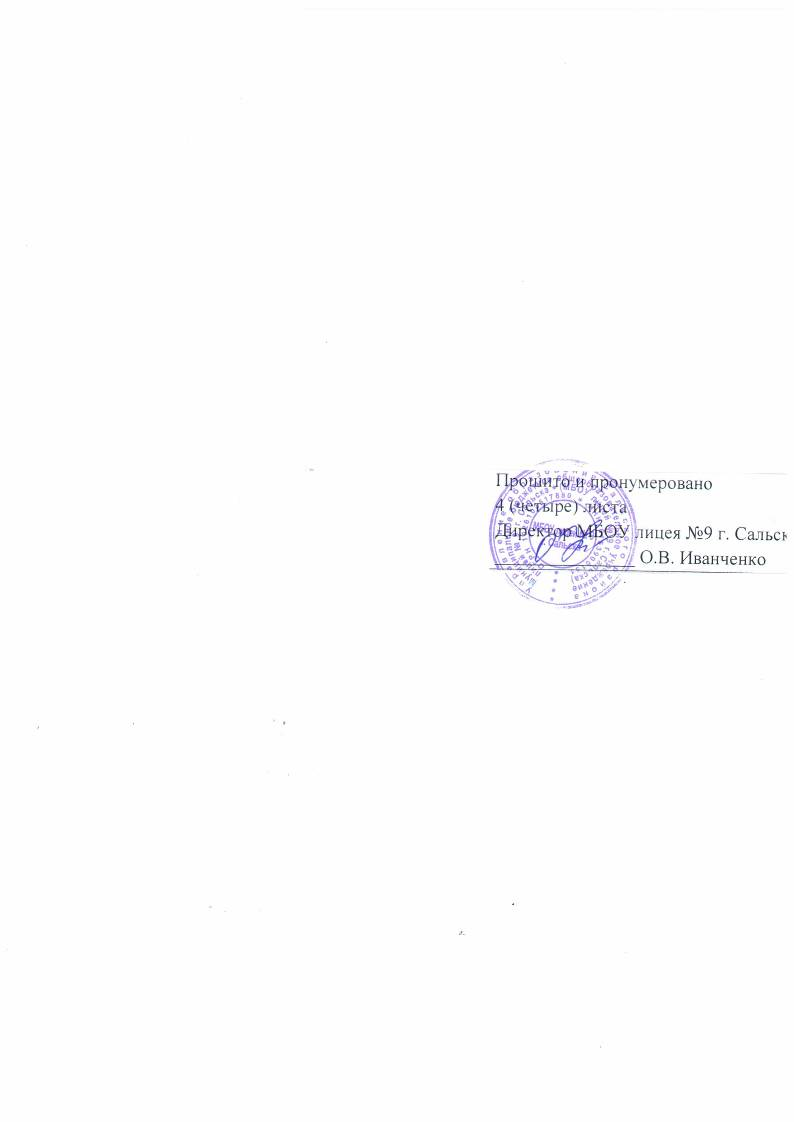 Прошито и пронумеровано
4 (четыре) листа
Директор МБОУ лицея №9 г. Сальск
О.В. Иванченко